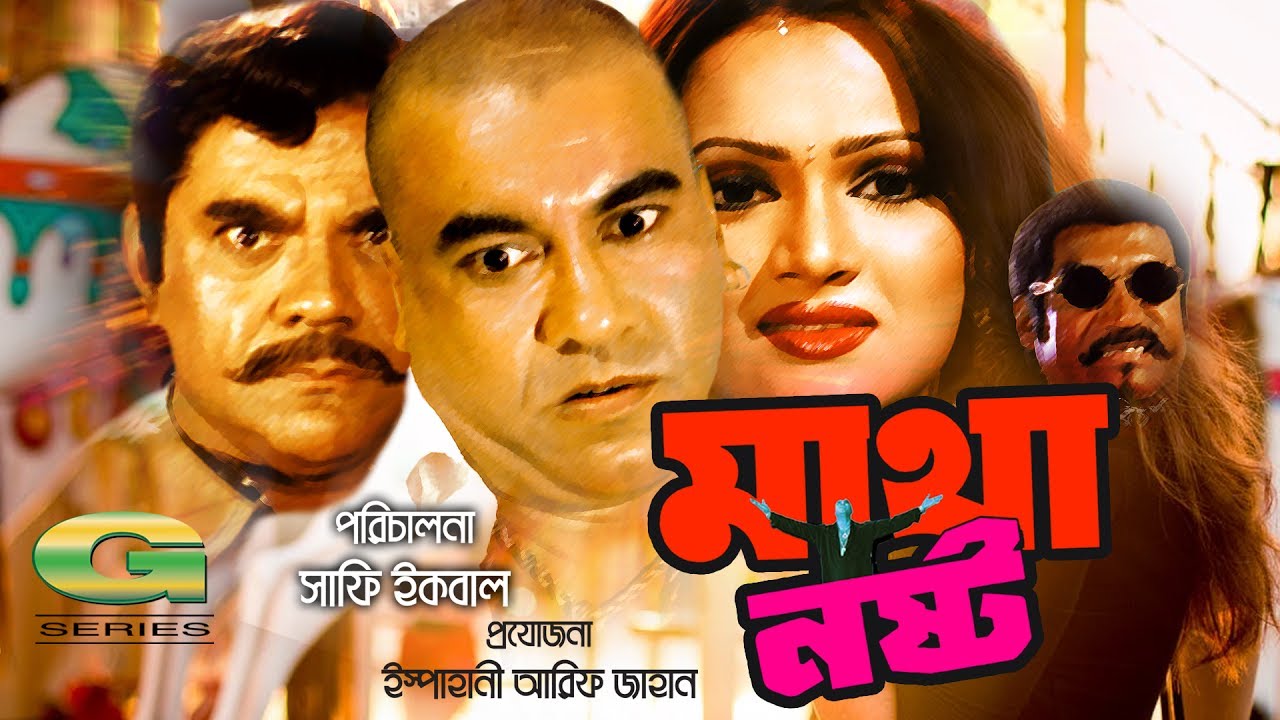 মাথা
নষ্ট
পরিচালনা
সাফি ইকবাল
প্রযোজনা
ইস্পাহানী আরিফ জাহান
G
SERIES